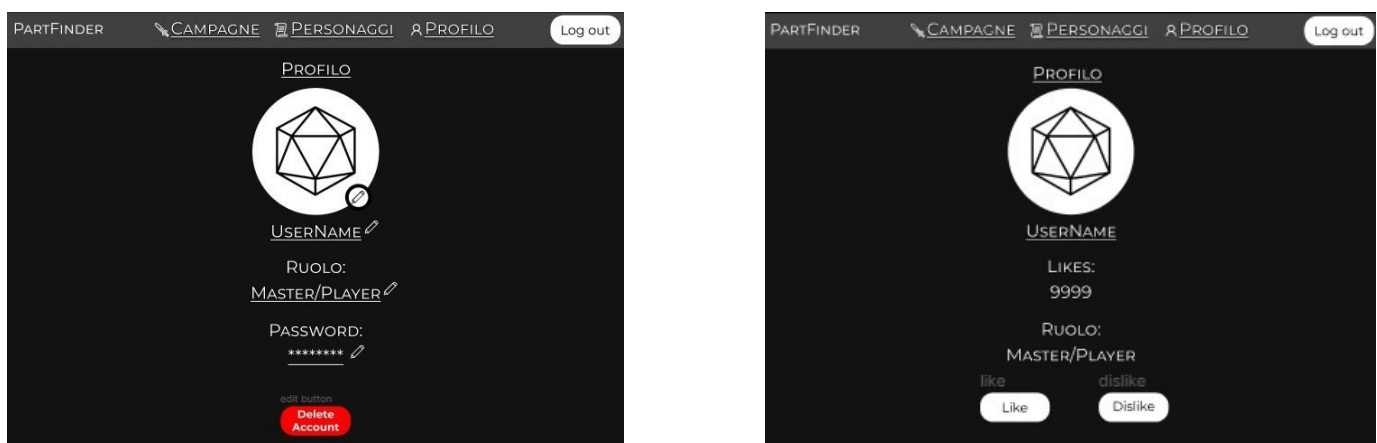 PARTFINDER CAMPAGNE PERSONAGGI PROFILO Log out
PROFILO
USERNAME
RUOLO:
MASTER/PLAYER
PASSWORD:
********
edit button
Delete
Account
PARTFINDER CAMPAGNE PERSONAGGI PROFILO Log out
PROFILO
USERNAME
LIKES:
9999
RUOLO:
MASTER/PLAYER
like dislike
Like Dislike